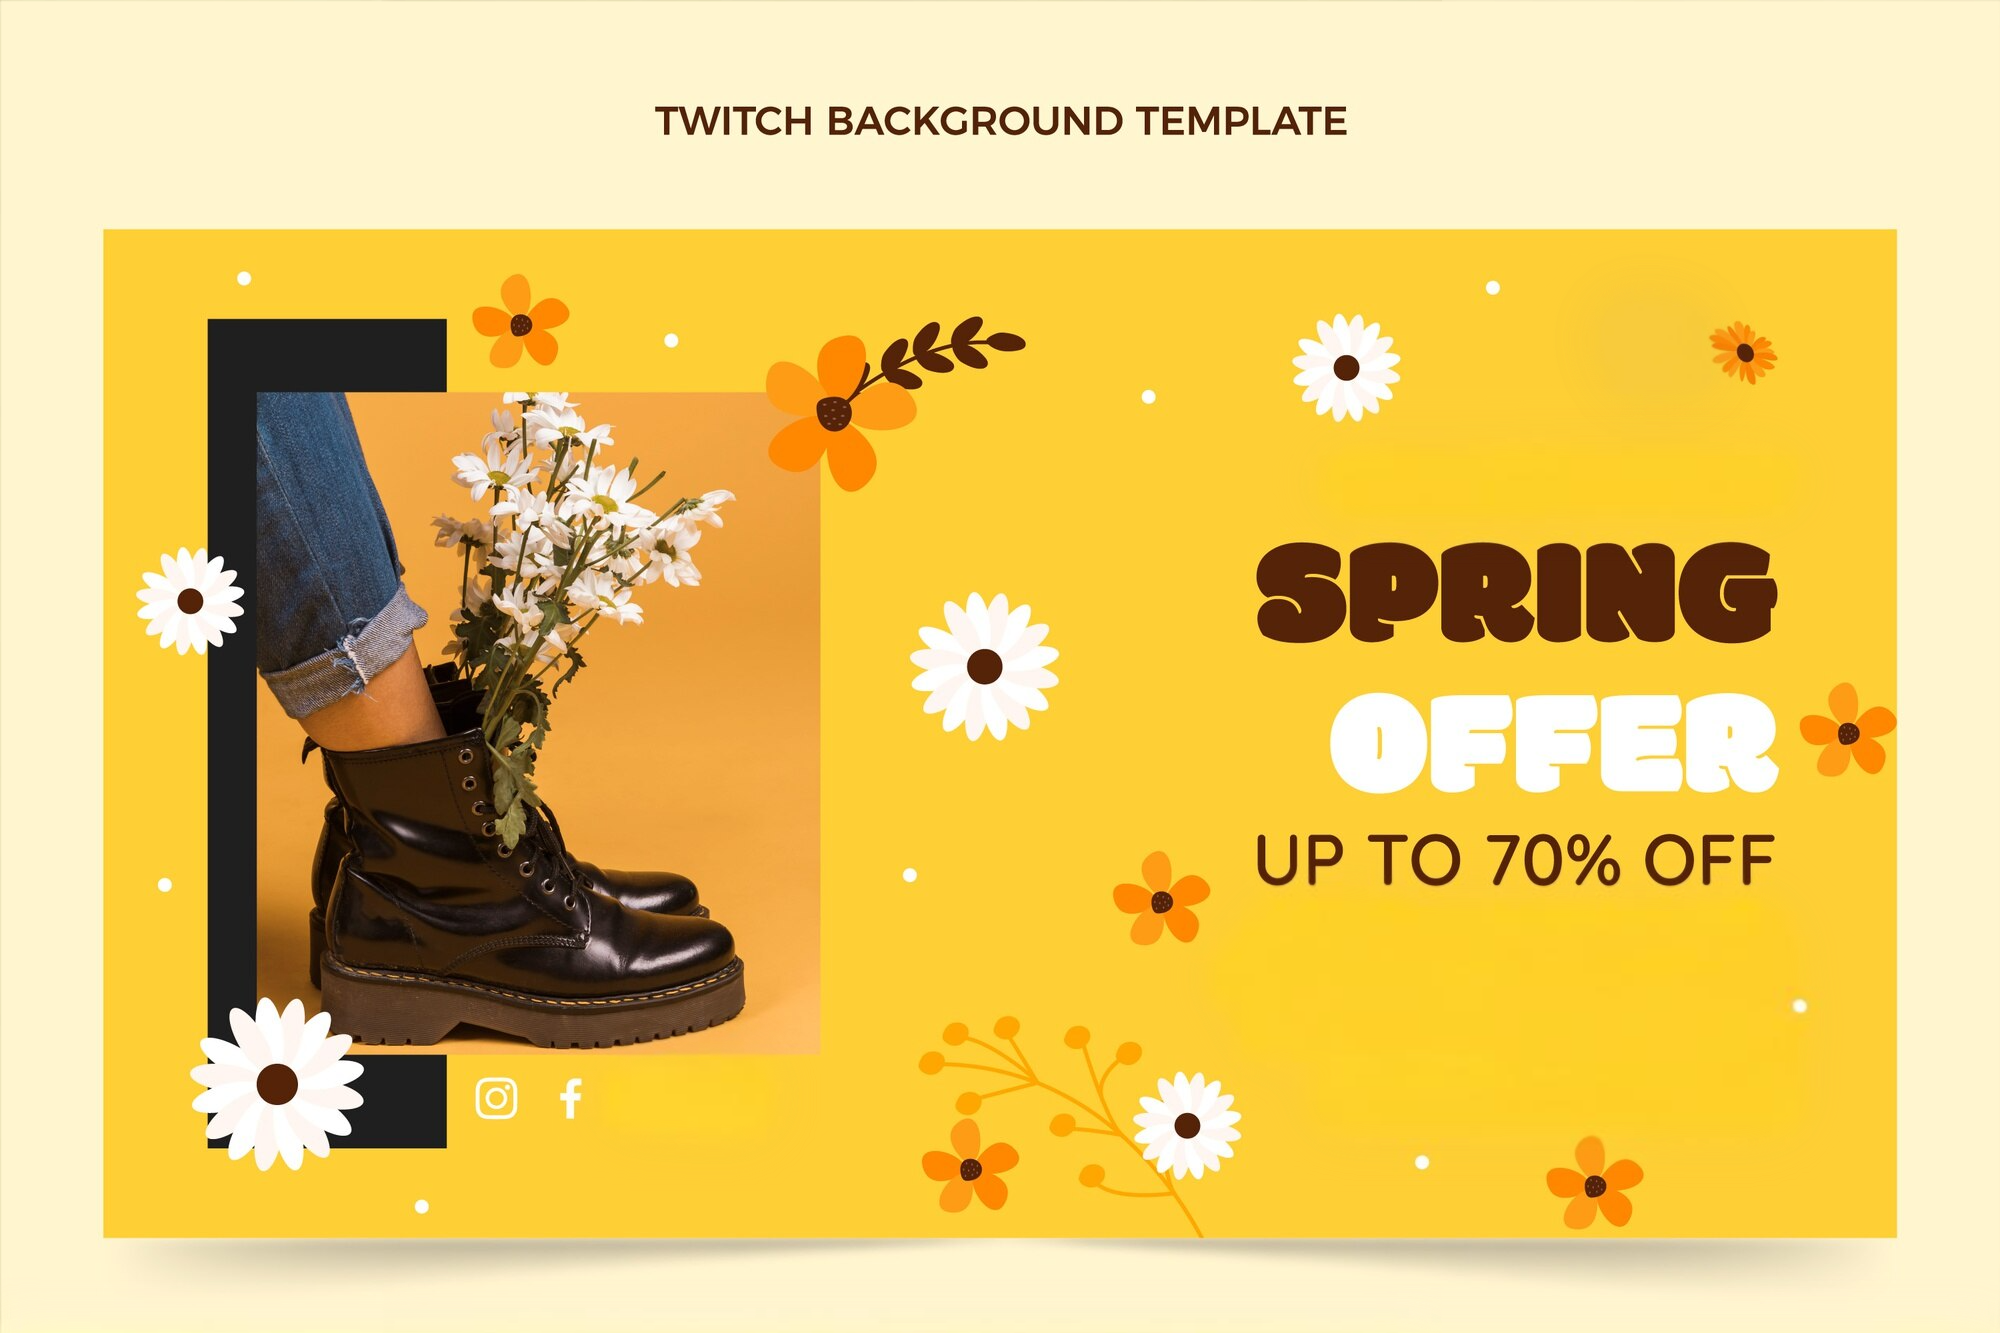 TWITCH BACKGROUND TEMPLATE
SPRING
OFFER
UP TO 70% OFF